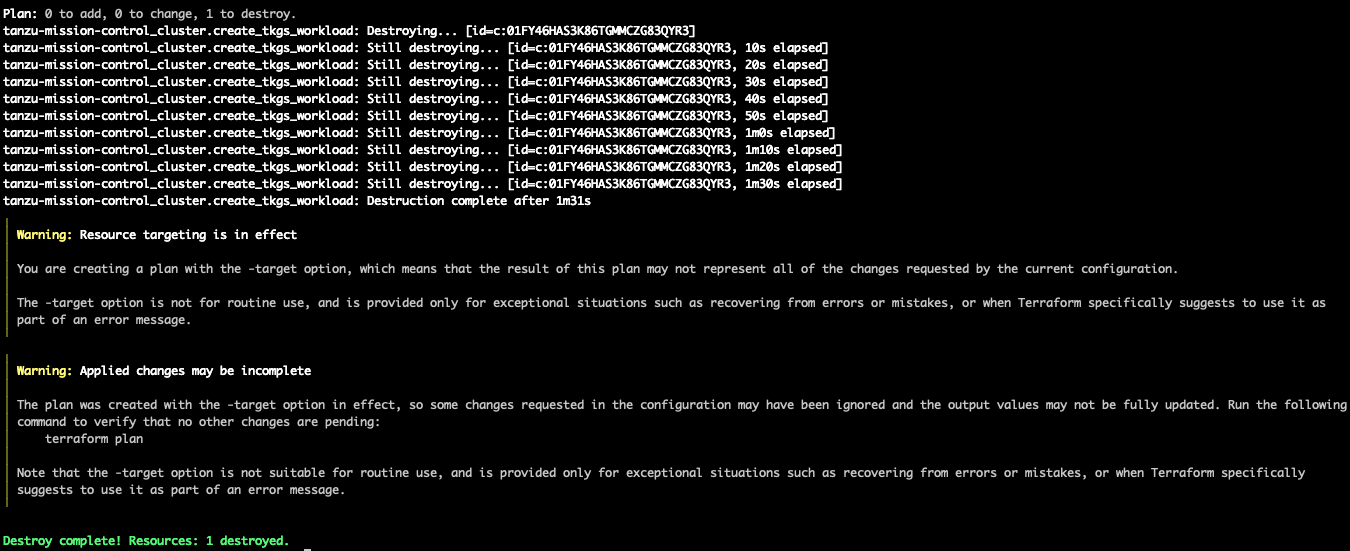 Plan: 0 to add, 0 to change, 1 to destroy.
tanzu-mission-control_cluster.create_tkgs_workload: Destroying... [id=c:01FY46HAS3K86TGMMCZG83QYR3]
tanzu-mission-control_cluster.create_tkgs_workload: Still destroying... [id=c:01FY46HAS3K86TGMMCZG83QYR3, 10s elapsed]
tanzu-mission-control_cluster.create_tkgs_workload: Still destroying... [id=c:01FY46HAS3K86TGMMCZG83QYR3, 20s elapsed]
tanzu-mission-control_cluster.create_tkgs_workload: Still destroying... [id=c:01FY46HAS3K86TGMMCZG83QYR3, 30s elapsed]
tanzu-mission-control_cluster.create_tkgs_workload: Still destroying... [id=c:01FY46HAS3K86TGMMCZG83QYR3, 40s elapsed]
tanzu-mission-control_cluster.create_tkgs_workload: Still destroying... [id=c:01FY46HAS3K86TGMMCZG83QYR3, 50s elapsed]
tanzu-mission-control_cluster.create_tkgs_workload: Still destroying... [id=c:01FY46HAS3K86TGMMCZG83QYR3, 1m0s elapsed]
tanzu-mission-control_cluster.create_tkgs_workload: Still destroying... [id=c:01FY46HAS3K86TGMMCZG83QYR3, 1m10s elapsed]
tanzu-mission-control_cluster.create_tkgs_workload: Still destroying... [id=c:01FY46HAS3K86TGMMCZG83QYR3, 1m20s elapsed]
tanzu-mission-control_cluster.create_tkgs_workload: Still destroying... [id=c:01FY46HAS3K86TGMMCZG83QYR3, 1m30s elapsed]
tanzu-mission-control_cluster.create_tkgs_workload: Destruction complete after 1m31s
Warning: Resource targeting is in effect
You are creating a plan with the -target option, which means that the result of this plan may not represent all of the changes requested by the current configuration.
The -target option is not for routine use, and is provided only for exceptional situations such as recovering from errors or mistakes, or when Terraform specifically suggests to use it as
part of an error message.
Warning: Applied changes may be incomplete
The plan was created with the -target option in effect, so some changes requested in the configuration may have been ignored and the output values may not be fully updated. Run the following
command to verify that no other changes are pending:
terraform plan
Note that the -target option is not suitable for routine use, and is provided only for exceptional situations such as recovering from errors or mistakes, or when Terraform specifically
suggests to use it as part of an error message.
Destroy complete! Resources: 1 destroyed.